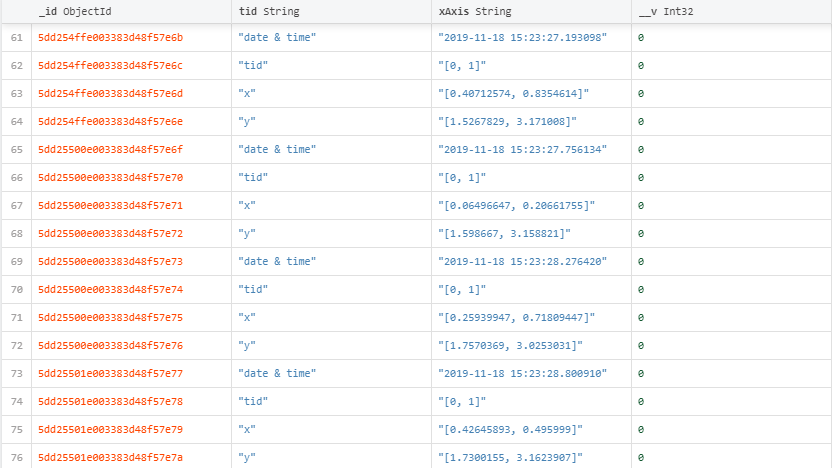 _id ObjectId tid String xAxis String __v Int32
61 5dd254ffe003383d48f57e6b "date & time" "2019-11-18 15:23:27.193098" 0
62 5dd254ffe003383d48f57e6c "tid" "[0, 1]" 0
63 5dd254ffe003383d48f57e6d "x" "[0.40712574, 0.8354614]" 0
64 5dd254ffe003383d48f57e6e "y" "[1.5267829, 3.171008]" 0
65 5dd25500e003383d48f57e6f "date & time" "2019-11-18 15:23:27.756134" 0
66 5dd25500e003383d48f57e70 "tid" "[0, 1]" 0
67 5dd25500e003383d48f57e71 "x" "[0.06496647, 0.20661755]" 0
68 5dd25500e003383d48f57e72 "y" "[1.598667, 3.158821]" 0
69 5dd25500e003383d48f57e73 "date & time" "2019-11-18 15:23:28.276420" 0
70 5dd25500e003383d48f57e74 "tid" "[0, 1]" 0
71 5dd25500e003383d48f57e75 "x" "[0.25939947, 0.71809447]" 0
72 5dd25500e003383d48f57e76 "y" "[1.7570369, 3.0253031]" 0
73 5dd25501e003383d48f57e77 "date & time" "2019-11-18 15:23:28.800910" 0
74 5dd25501e003383d48f57e78 "tid" "[0, 1]" 0
75 5dd25501e003383d48f57e79 "x" "[0.42645893, 0.495999]" 0
76 5dd25501e003383d48f57e7a "y" "[1.7300155, 3.1623907]" 0